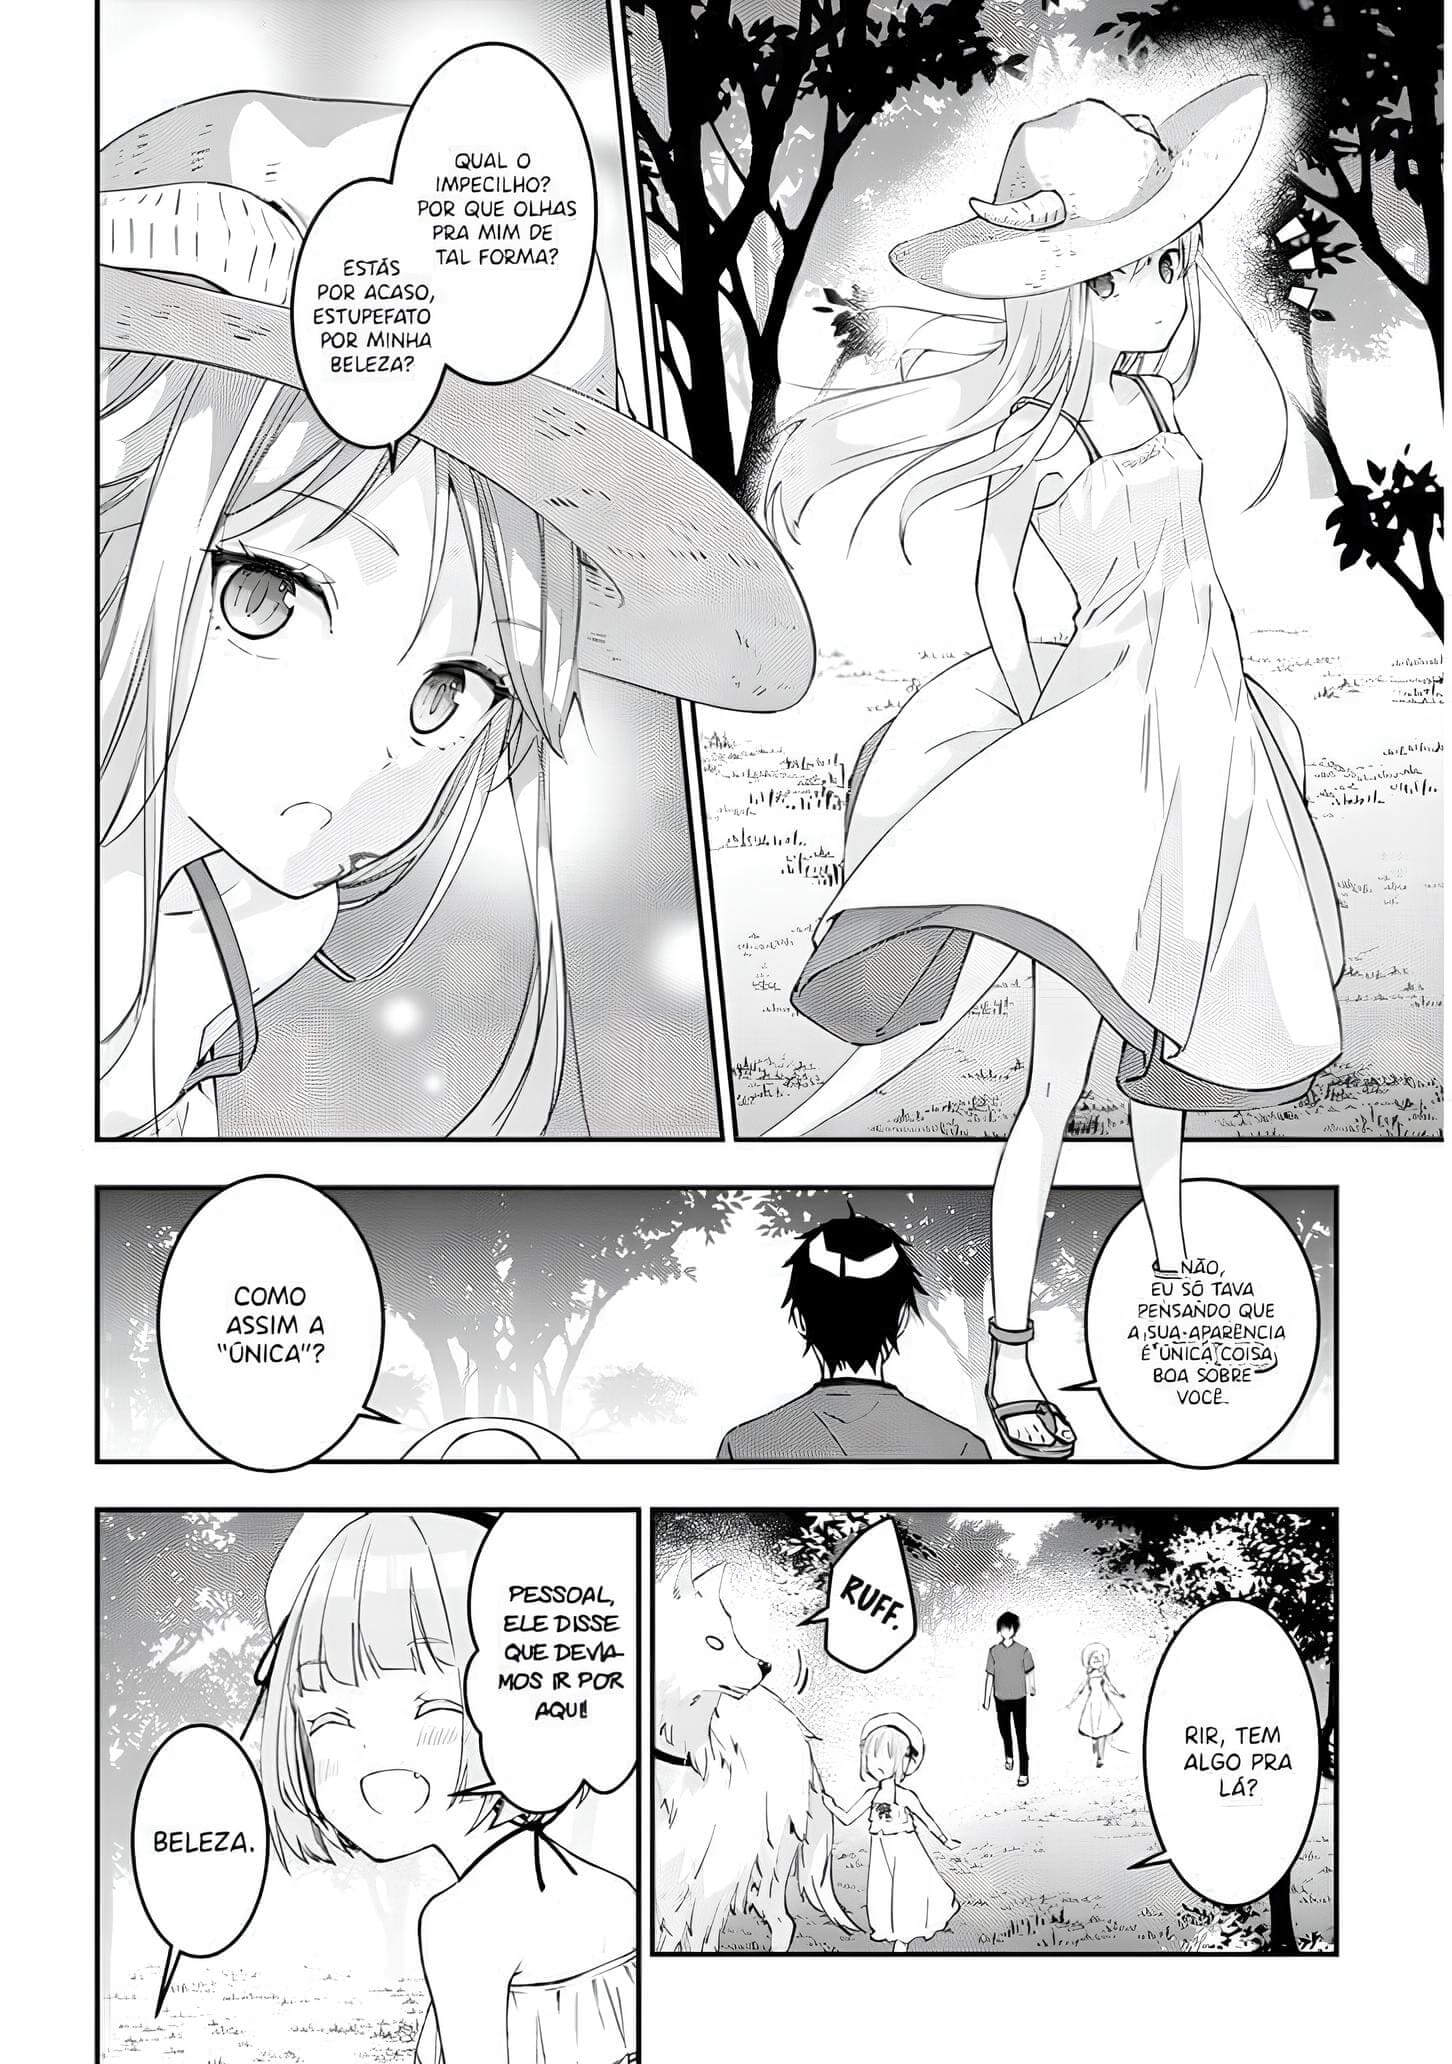 QUAL O
IMPECILHO?
POR QUE OLHAS
PRA MIM DE
TAL FORMA?
ESTÁS
POR ACASO,
ESTUPEFATO
POR MINHA
BELEZA?
NÃO,
EU SÓ TAVA
PENSANDO QUE
A SUA APARÊNCIA
É ÚNICA COISA
BOA SOBRE
VOCÊ.
COMO
ASSIM A
“ÚNICA”?
RIR, TEM
ALGO PRA
LÁ?
RUFF.
PESSOAL,
ELE DISSE
QUE DEVÍA-
MOS IR POR
AQUI!
BELEZA.